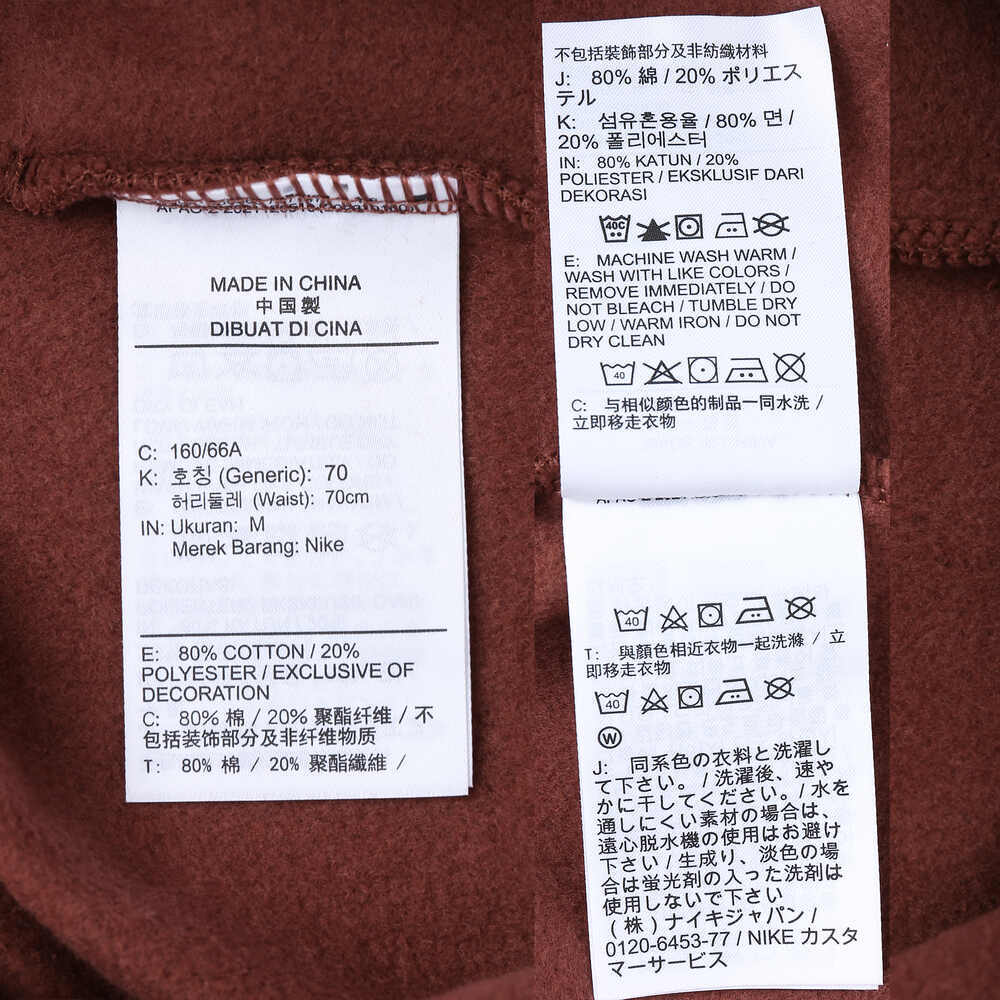 MADE IN CHINA
中国製
DIBUAT DI CINA
C: 160/66A
K: 호칭 (Generic): 70
허리둘레 (Waist): 70cm
IN: Ukuran: M
Merek Barang: Nike
E: 80% COTTON / 20%
POLYESTER / EXCLUSIVE OF
DECORATION
C: 80% 棉 / 20% 聚酯纤维 / 不
包括装饰部分及非纤维物质
T: 80% 棉 / 20% 聚酯纖維 /
不包括裝飾部分及非紡織材料
J: 80% 綿 / 20% ポリエス
テル
K: 섬유혼용율 / 80% 면 /
20% 폴리에스터
IN: 80% KATUN / 20%
POLIESTER / EKSKLUSIF DARI
DEKORASI
40C
E: MACHINE WASH WARM /
WASH WITH LIKE COLORS /
REMOVE IMMEDIATELY / DO
NOT BLEACH / TUMBLE DRY
LOW / WARM IRON / DO NOT
DRY CLEAN
40
C: 与相似颜色的制品一同水洗 /
立即移走衣物
40
T: 與顏色相近衣物一起洗滌 / 立
即移走衣物
40
W
J: 同系色の衣料と洗濯し
て下さい。/ 洗濯後、速や
かに干してください。/ 水を
通しにくい素材の場合は、
遠心脱水機の使用はお避け
下さい / 生成り、淡色の場
合は蛍光剤の入った洗剤は
使用しないで下さい
(株) ナイキジャパン /
0120-6453-77 / NIKE カスタ
マーサービス